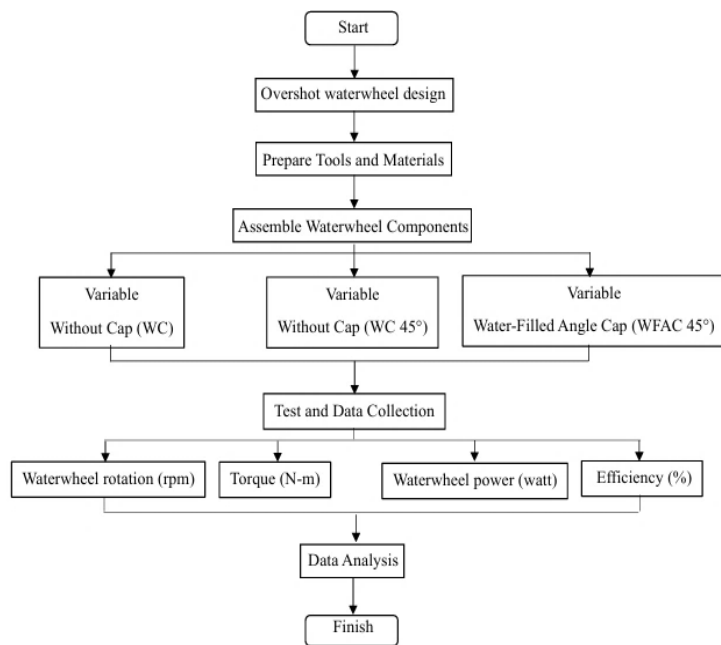 Start
Overshot waterwheel design
Prepare Tools and Materials
Assemble Waterwheel Components
Variable
Without Cap (WC)
Variable
Without Cap (WC 45°)
Variable
Water-Filled Angle Cap (WFAC 45°)
Test and Data Collection
Waterwheel rotation (rpm)
Torque (N-m)
Waterwheel power (watt)
Efficiency (%)
Data Analysis
Finish